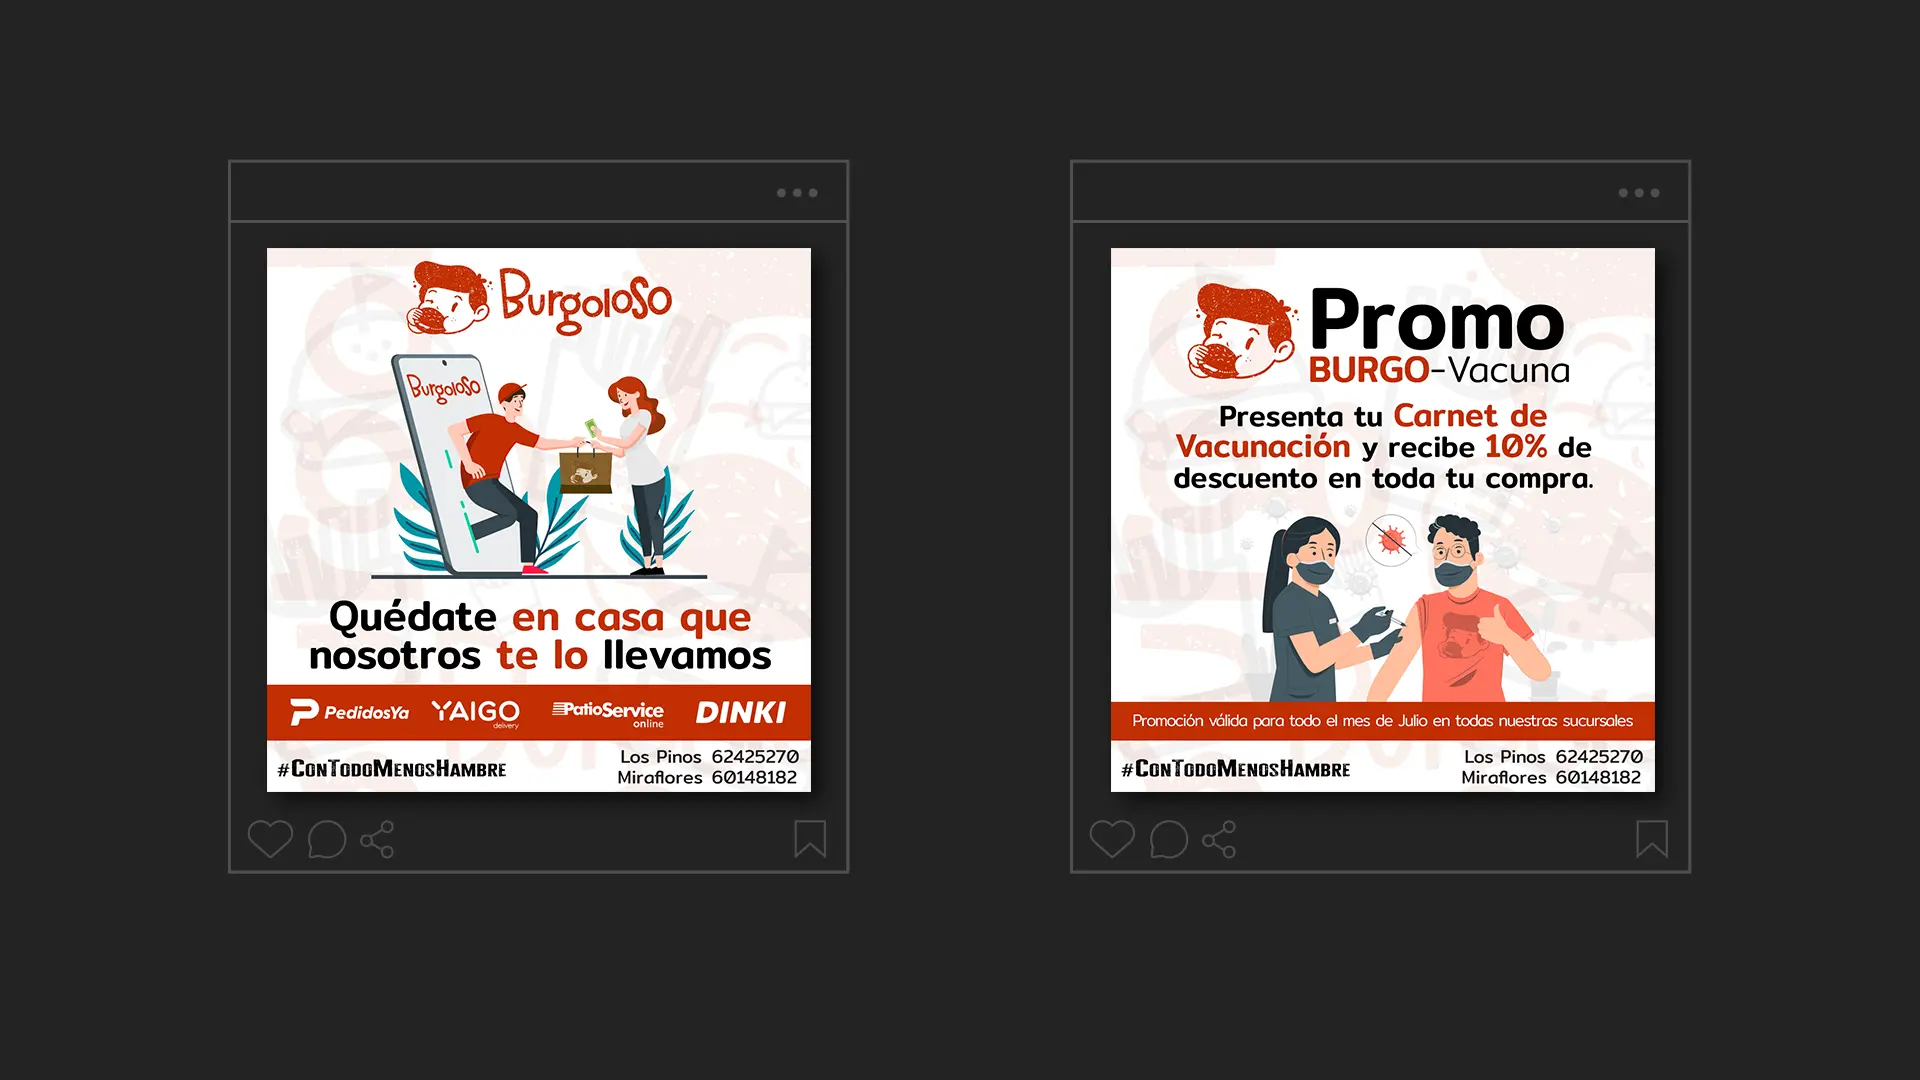 Burgoloso
Burgoloso
Quédate en casa que
nosotros te lo llevamos
PedidosYa
YAIGO
delivery
PatioService
online
DINKI
#ConTodoMenosHambre
Los Pinos 62425270
Miraflores 60148182
Promo
BURGO-Vacuna
Presenta tu Carnet de
Vacunación y recibe 10% de
descuento en toda tu compra.
Promoción válida para todo el mes de Julio en todas nuestras sucursales
#ConTodoMenosHambre
Los Pinos 62425270
Miraflores 60148182